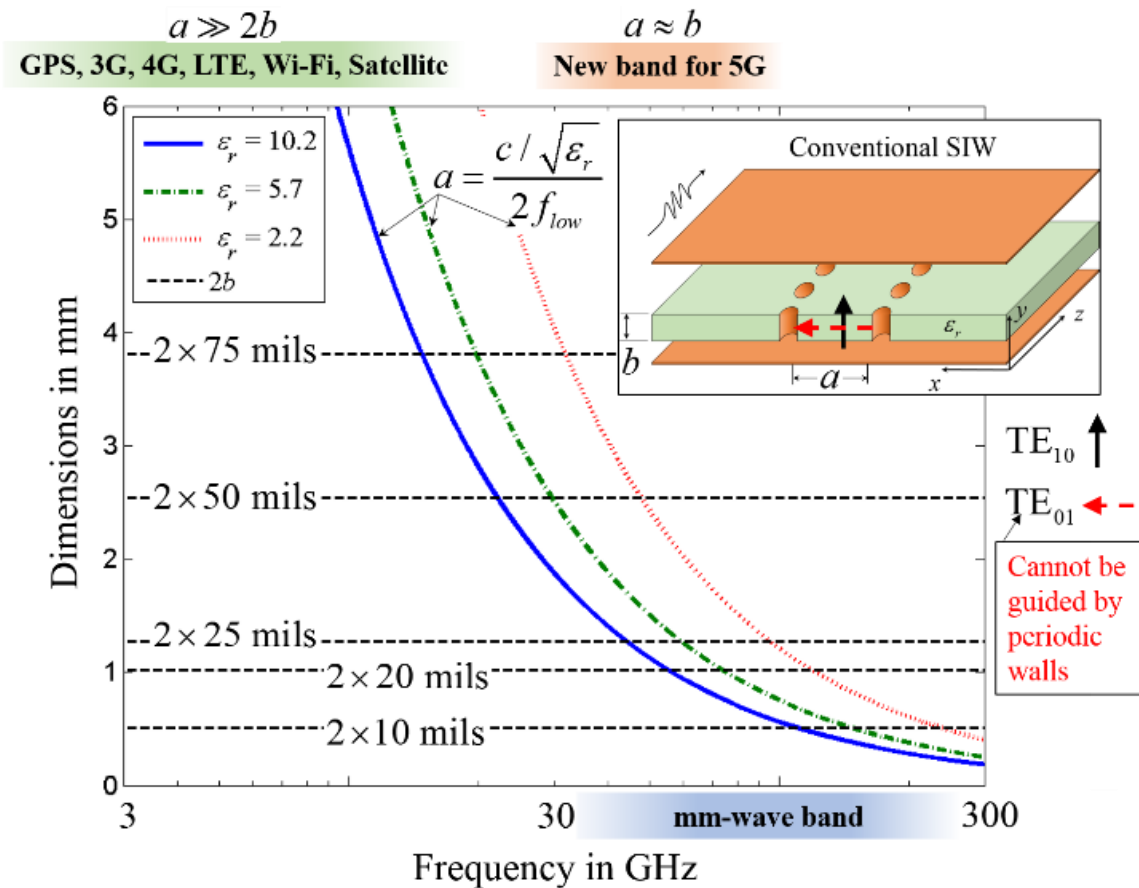 a ≫ 2b
a ≈ b
GPS, 3G, 4G, LTE, Wi-Fi, Satellite
New band for 5G
6
5
4
3
2
1
0
Dimensions in mm
εr = 10.2
εr = 5.7
εr = 2.2
2b
a = c / √εr
2 flow
Conventional SIW
εr
y
z
x
b
a
2 × 75 mils
2 × 50 mils
2 × 25 mils
2 × 20 mils
2 × 10 mils
TE10
TE01
Cannot be
guided by
periodic
walls
3
30
mm-wave band
300
Frequency in GHz